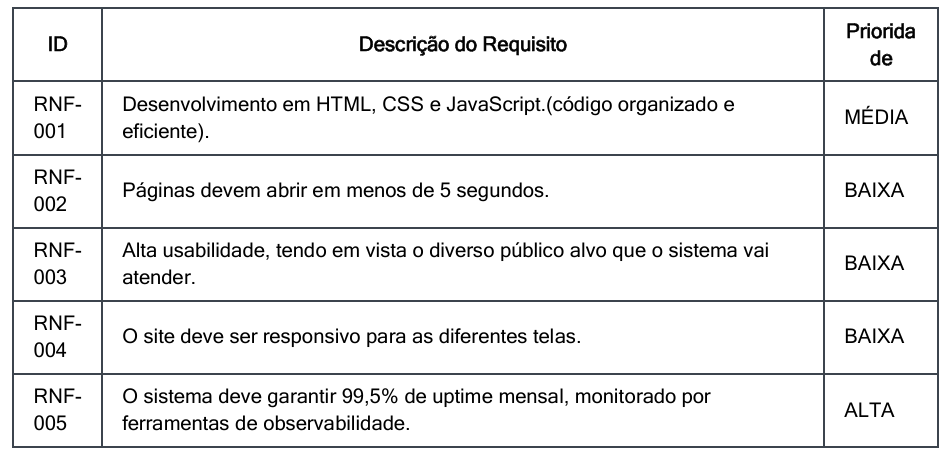 ID
Descrição do Requisito
Priorida
de
RNF-
001
Desenvolvimento em HTML, CSS e JavaScript.(código organizado e
eficiente).
MÉDIA
RNF-
002
Páginas devem abrir em menos de 5 segundos.
BAIXA
RNF-
003
Alta usabilidade, tendo em vista o diverso público alvo que o sistema vai
atender.
BAIXA
RNF-
004
O site deve ser responsivo para as diferentes telas.
BAIXA
RNF-
005
O sistema deve garantir 99,5% de uptime mensal, monitorado por
ferramentas de observabilidade.
ALTA